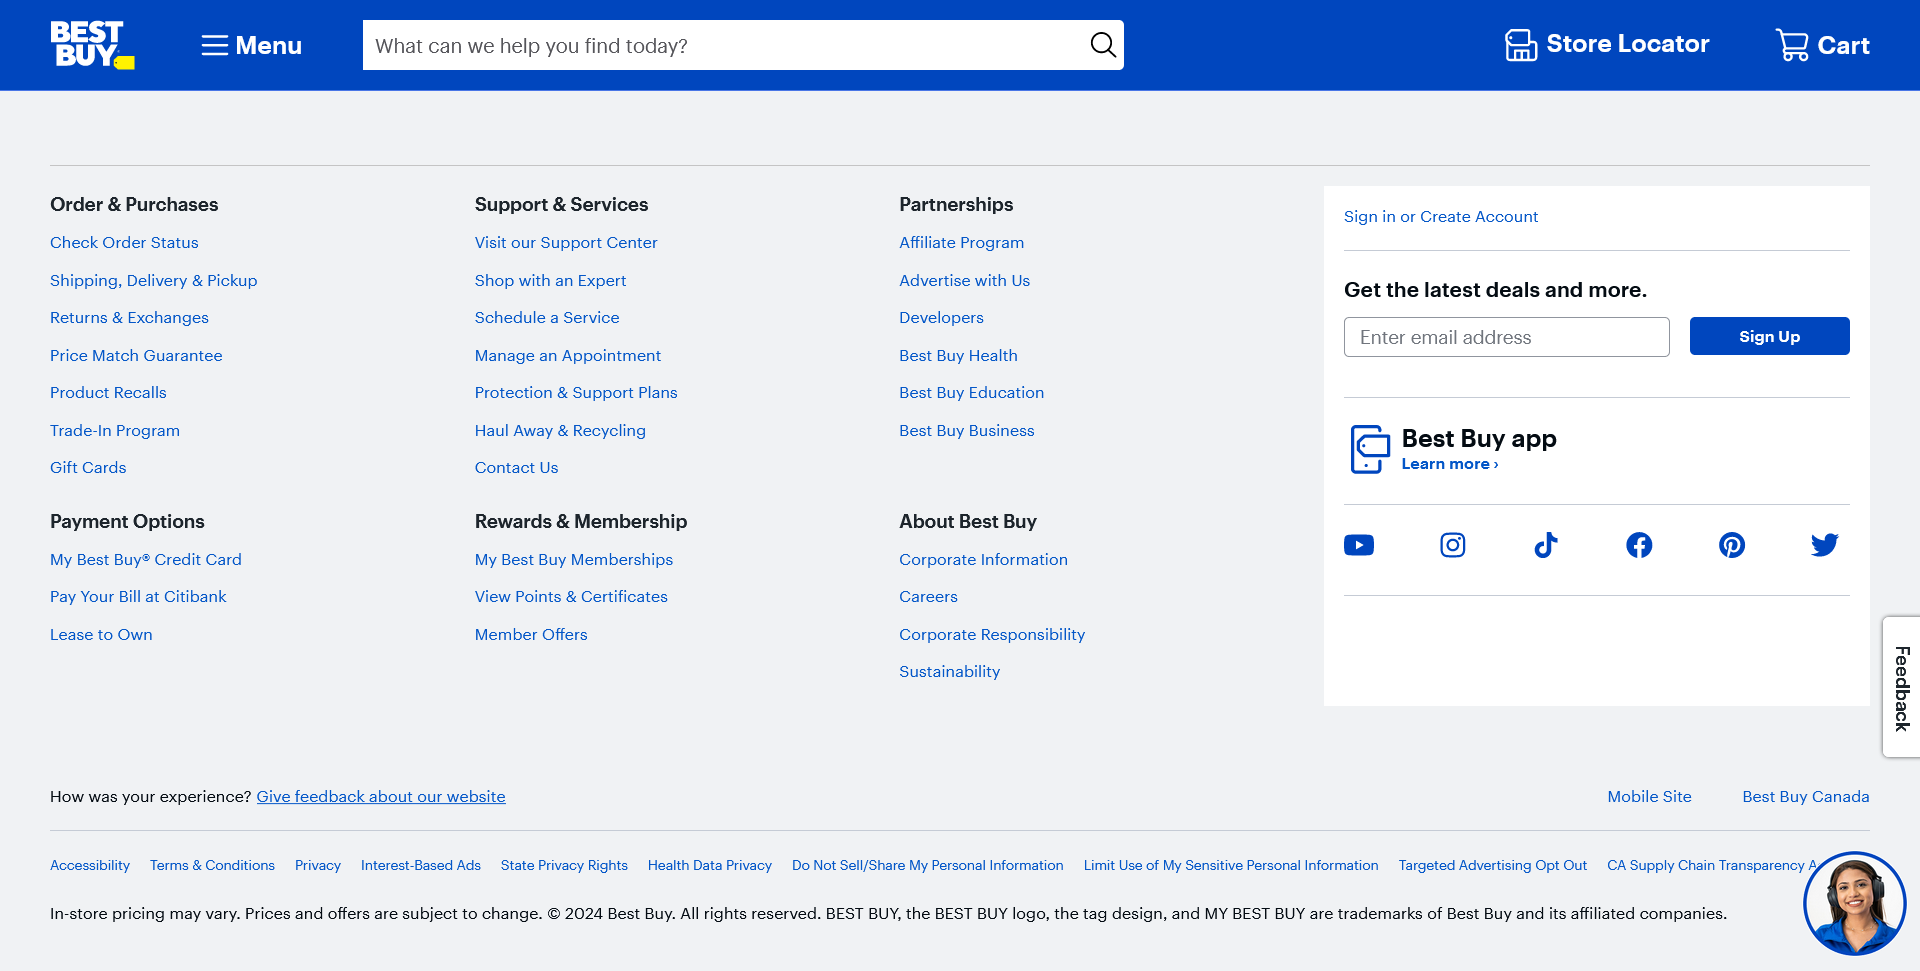 BEST BUY
Menu
What can we help you find today?
Store Locator
Cart
Order & Purchases
Check Order Status
Shipping, Delivery & Pickup
Returns & Exchanges
Price Match Guarantee
Product Recalls
Trade-In Program
Gift Cards
Support & Services
Visit our Support Center
Shop with an Expert
Schedule a Service
Manage an Appointment
Protection & Support Plans
Haul Away & Recycling
Contact Us
Partnerships
Affiliate Program
Advertise with Us
Developers
Best Buy Health
Best Buy Education
Best Buy Business
Payment Options
My Best Buy® Credit Card
Pay Your Bill at Citibank
Lease to Own
Rewards & Membership
My Best Buy Memberships
View Points & Certificates
Member Offers
About Best Buy
Corporate Information
Careers
Corporate Responsibility
Sustainability
Sign in or Create Account
Get the latest deals and more.
Enter email address
Sign Up
Best Buy app
Learn more ›
Feedback
How was your experience? Give feedback about our website
Mobile Site
Best Buy Canada
Accessibility Terms & Conditions Privacy Interest-Based Ads State Privacy Rights Health Data Privacy Do Not Sell/Share My Personal Information Limit Use of My Sensitive Personal Information Targeted Advertising Opt Out CA Supply Chain Transparency
In-store pricing may vary. Prices and offers are subject to change. © 2024 Best Buy. All rights reserved. BEST BUY, the BEST BUY logo, the tag design, and MY BEST BUY are trademarks of Best Buy and its affiliated companies.